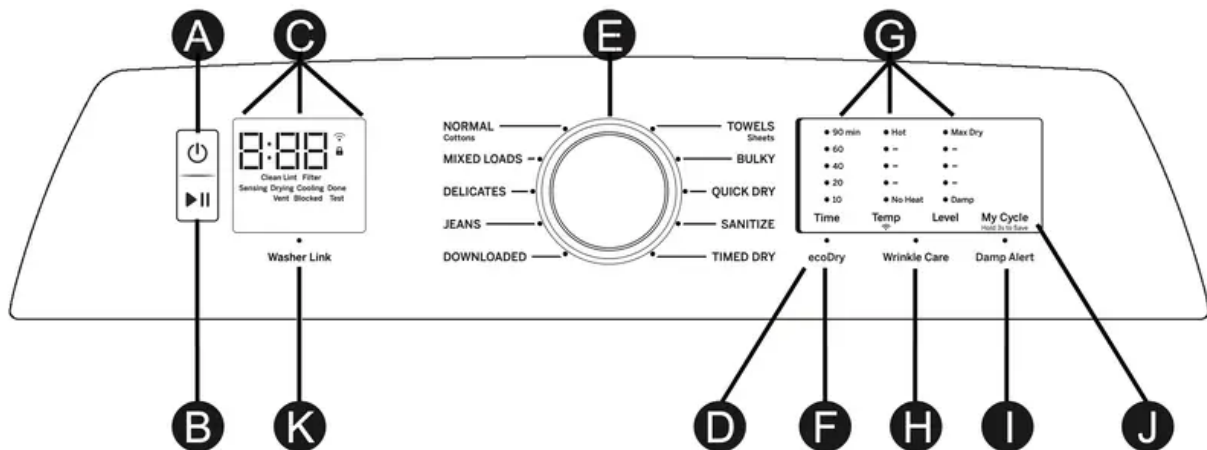 A
C
E
G
8:88
Clean Lint Filter
Sensing Drying Cooling Done
Vent Blocked Test
Washer Link
NORMAL
Cottons
MIXED LOADS
DELICATES
JEANS
DOWNLOADED
TOWELS
Sheets
BULKY
QUICK DRY
SANITIZE
TIMED DRY
90 min Hot Max Dry
60 - -
40 - -
20 - -
10 No Heat Damp
Time Temp Level My Cycle
Hold 3s to Save
ecoDry Wrinkle Care Damp Alert
B
K
D
F
H
I
J